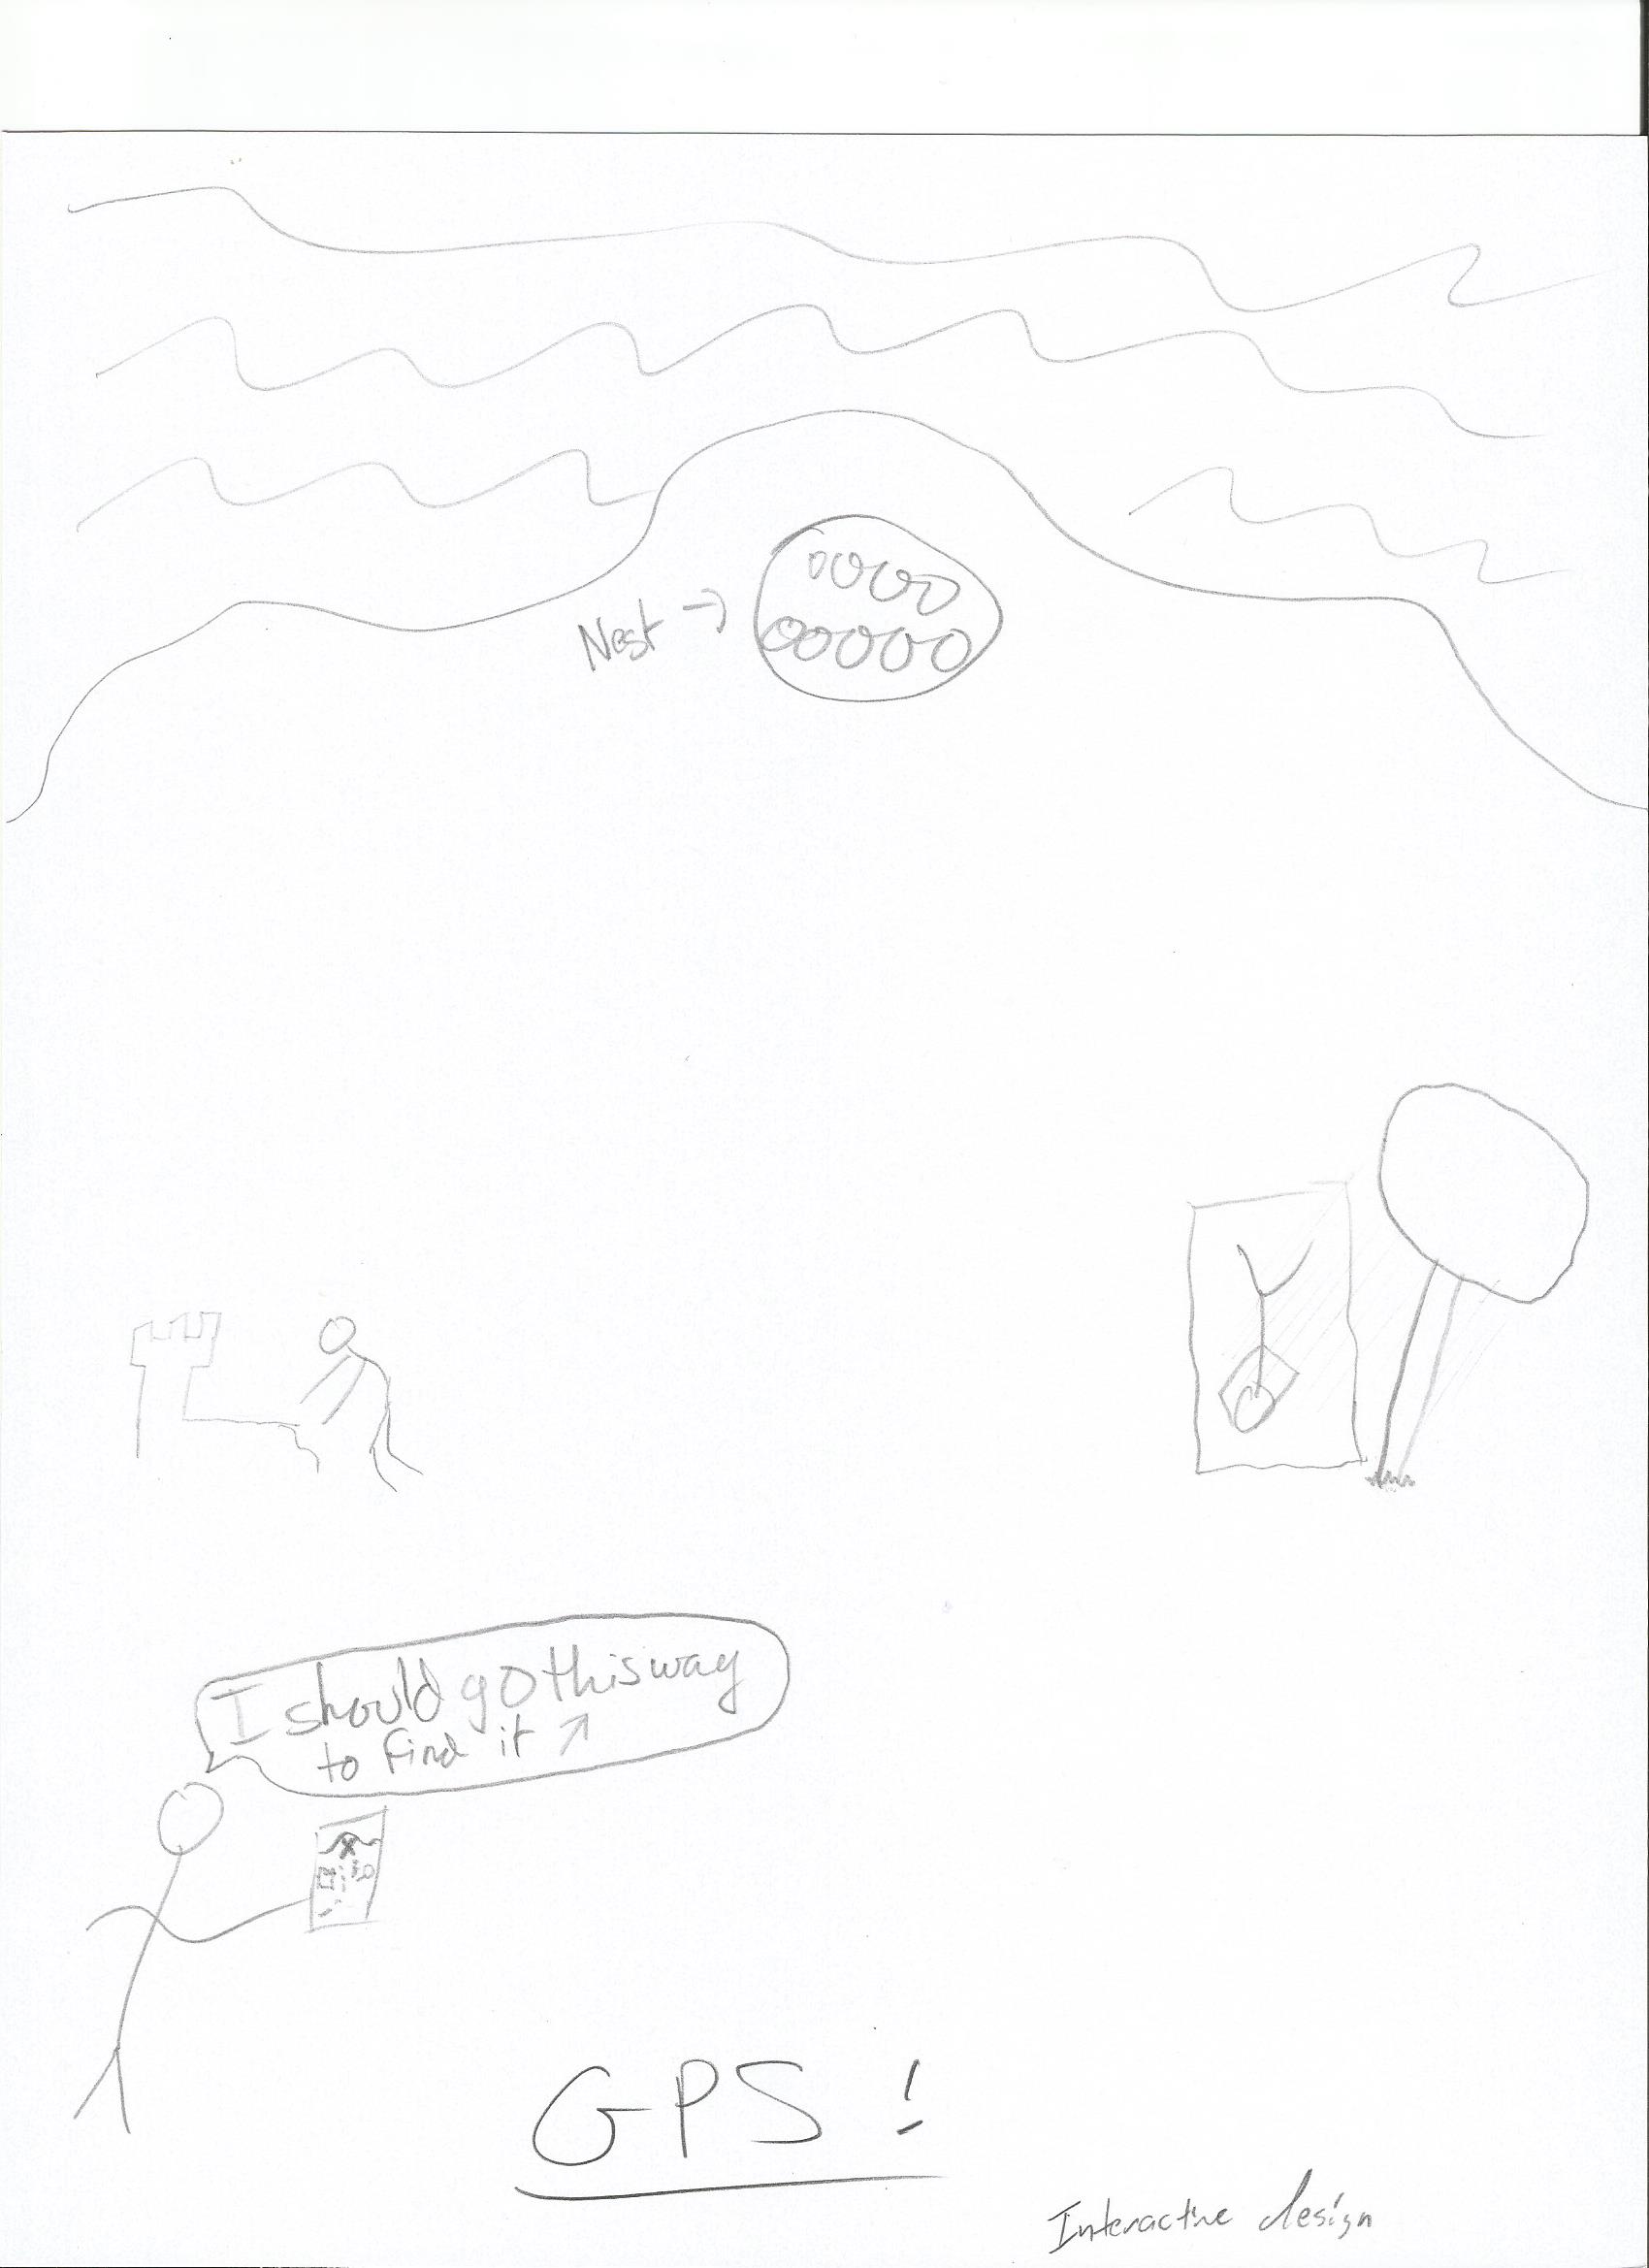 Nest →
I should go this way
to find it ↗
GPS!
Interactive design